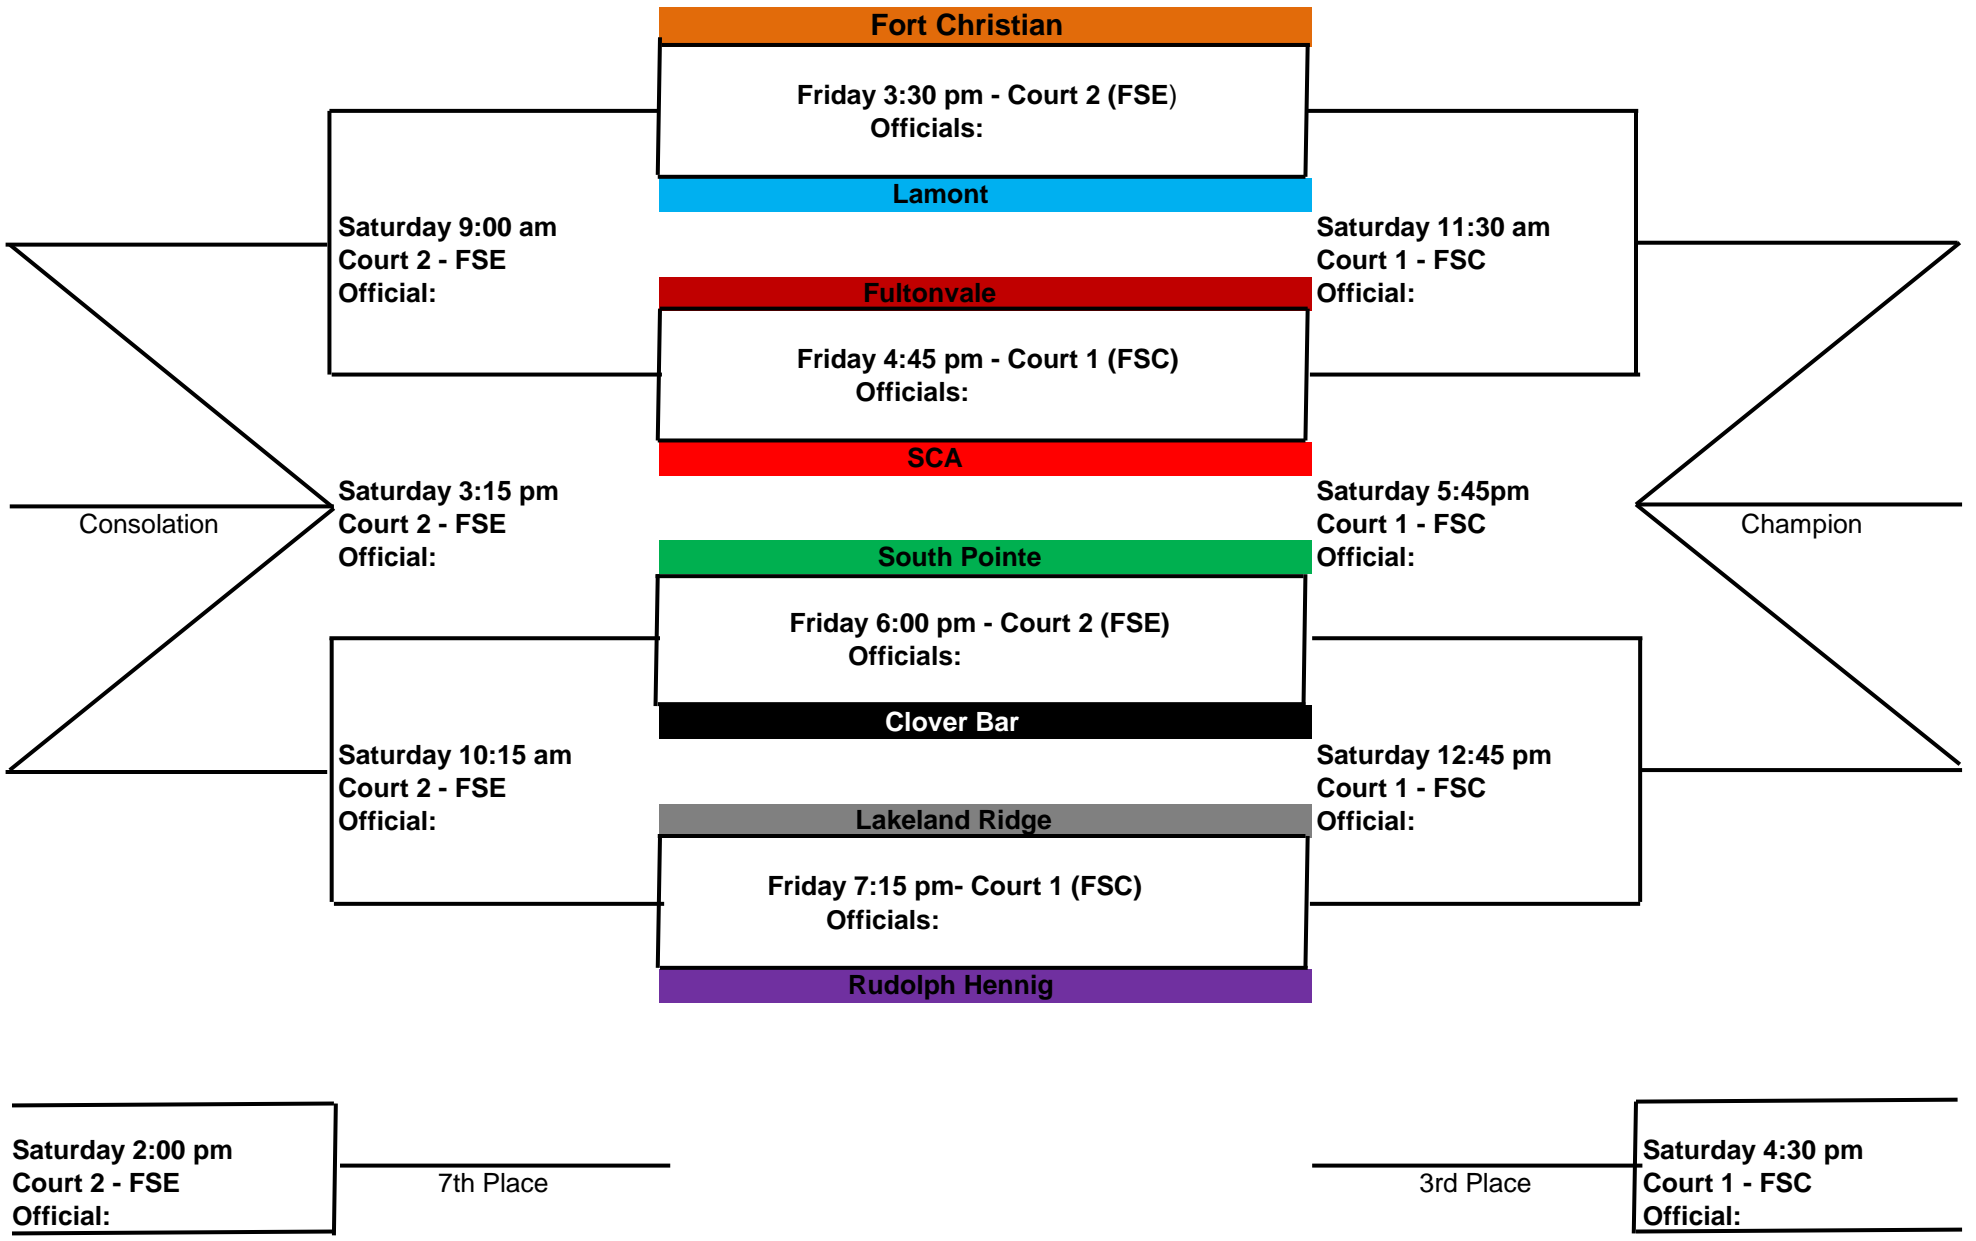 Fort Christian
Friday 3:30 pm - Court 2 (FSE)
Officials:
Lamont
Saturday 9:00 am
Court 2 - FSE
Official:
Saturday 11:30 am
Court 1 - FSC
Official:
Fultonvale
Friday 4:45 pm - Court 1 (FSC)
Officials:
SCA
Consolation
Saturday 3:15 pm
Court 2 - FSE
Official:
Saturday 5:45pm
Court 1 - FSC
Official:
Champion
South Pointe
Friday 6:00 pm - Court 2 (FSE)
Officials:
Clover Bar
Saturday 10:15 am
Court 2 - FSE
Official:
Saturday 12:45 pm
Court 1 - FSC
Official:
Lakeland Ridge
Friday 7:15 pm- Court 1 (FSC)
Officials:
Rudolph Hennig
Saturday 2:00 pm
Court 2 - FSE
Official:
7th Place
3rd Place
Saturday 4:30 pm
Court 1 - FSC
Official: